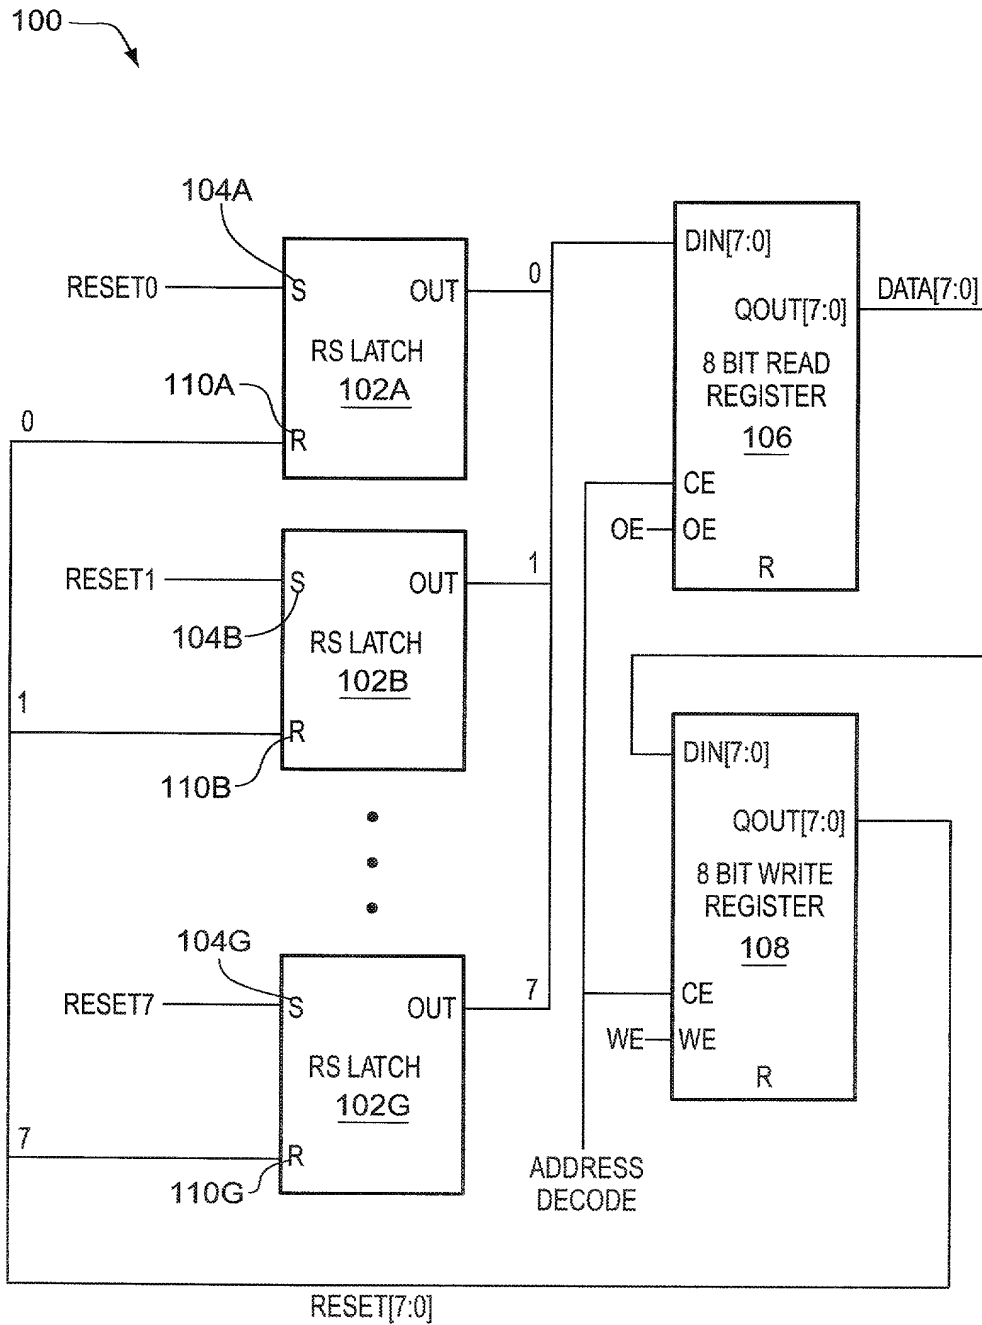 100
104A
RESET0
S
OUT
0
RS LATCH
102A
110A
0
R
RESET1
S
OUT
1
104B
RS LATCH
102B
1
R
110B
104G
RESET7
S
OUT
7
RS LATCH
102G
7
R
110G
DIN[7:0]
QOUT[7:0]
DATA[7:0]
8 BIT READ
REGISTER
106
CE
OE OE
R
DIN[7:0]
QOUT[7:0]
8 BIT WRITE
REGISTER
108
CE
WE WE
R
ADDRESS
DECODE
RESET[7:0]